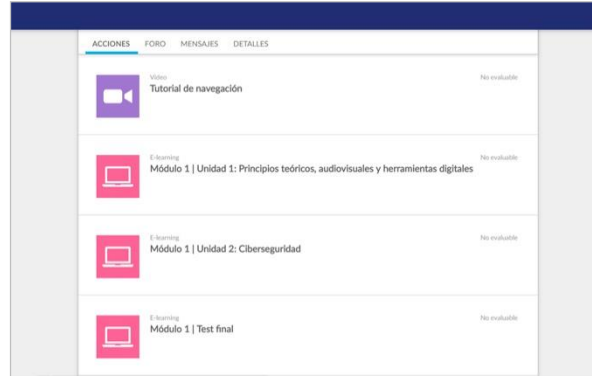 ACCIONES FORO MENSAJES DETALLES
Video
No evaluable
Tutorial de navegación
E-learning
No evaluable
Módulo 1 | Unidad 1: Principios teóricos, audiovisuales y herramientas digitales
E-learning
No evaluable
Módulo 1 | Unidad 2: Ciberseguridad
E-learning
No evaluable
Módulo 1 | Test final